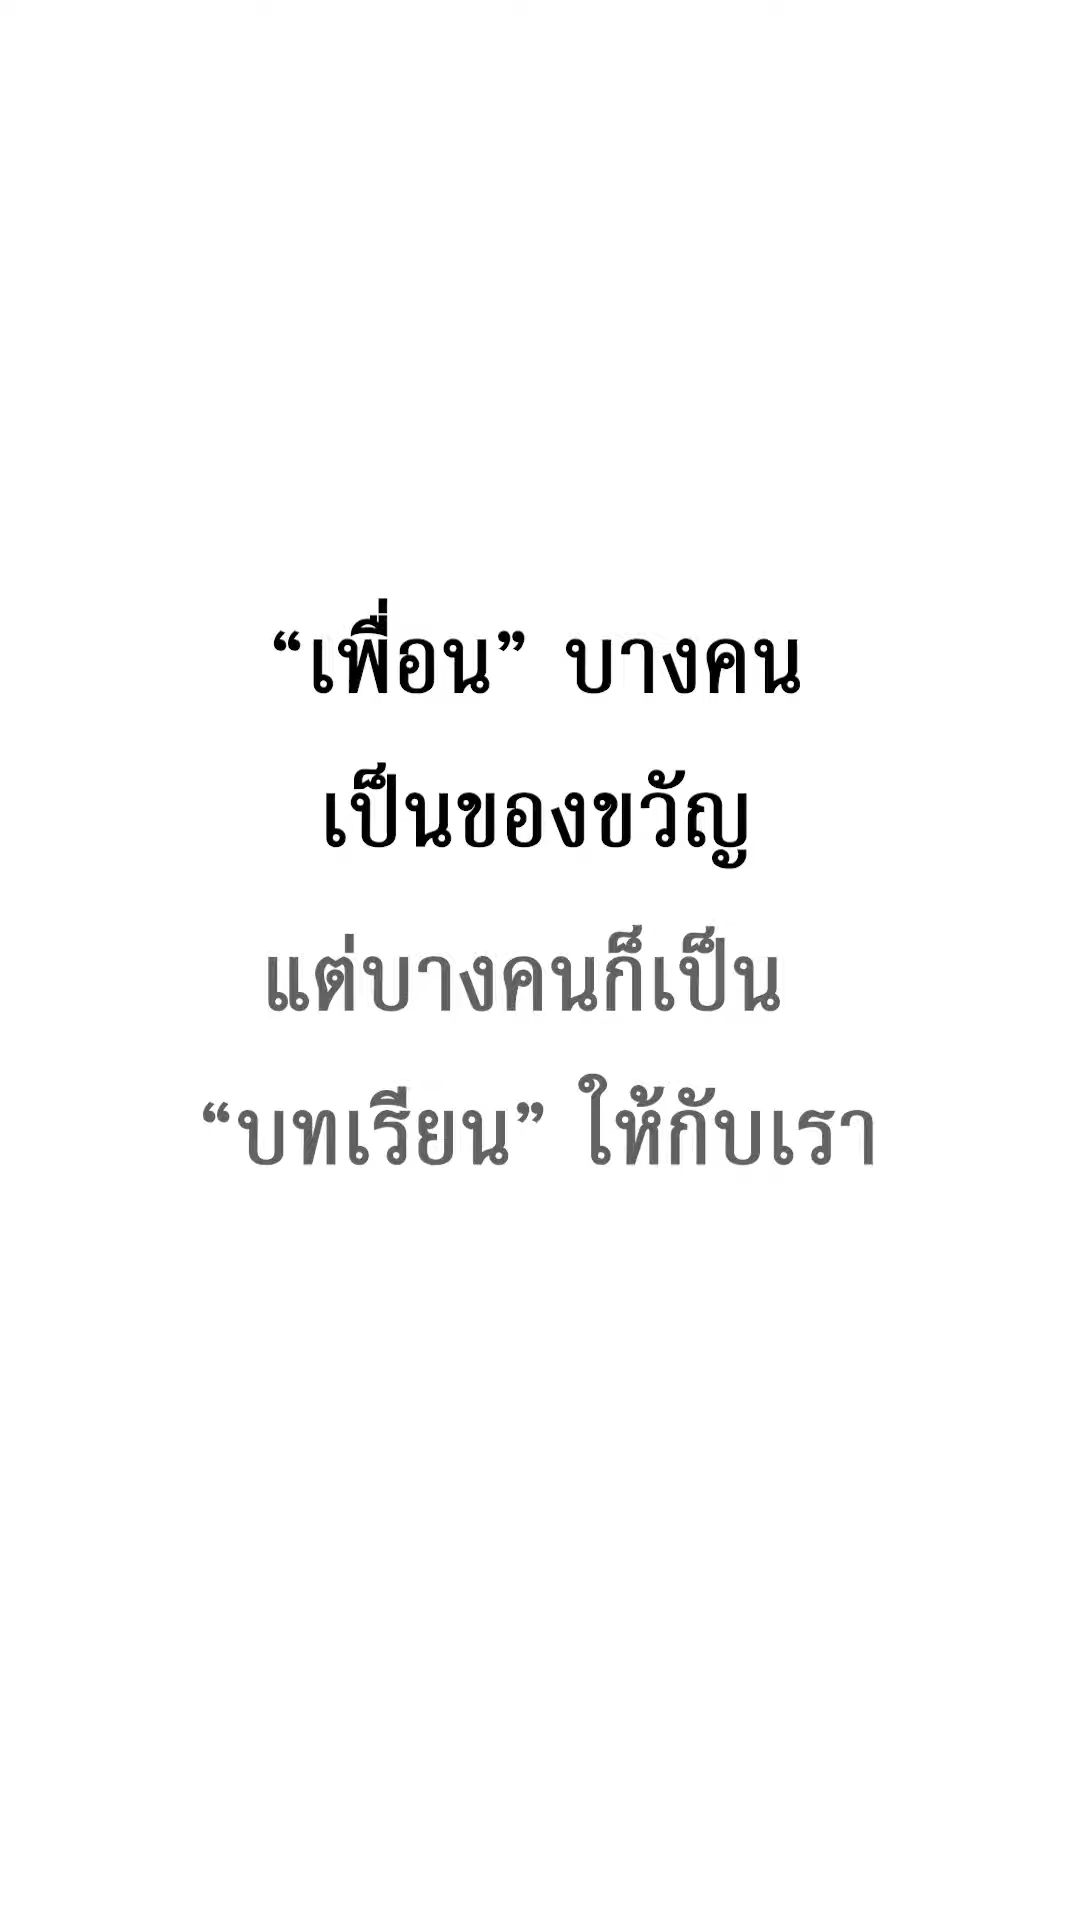 “เพื่อน” บางคน
เป็นของขวัญ
แต่บางคนก็เป็น
“บทเรียน” ให้กับเรา